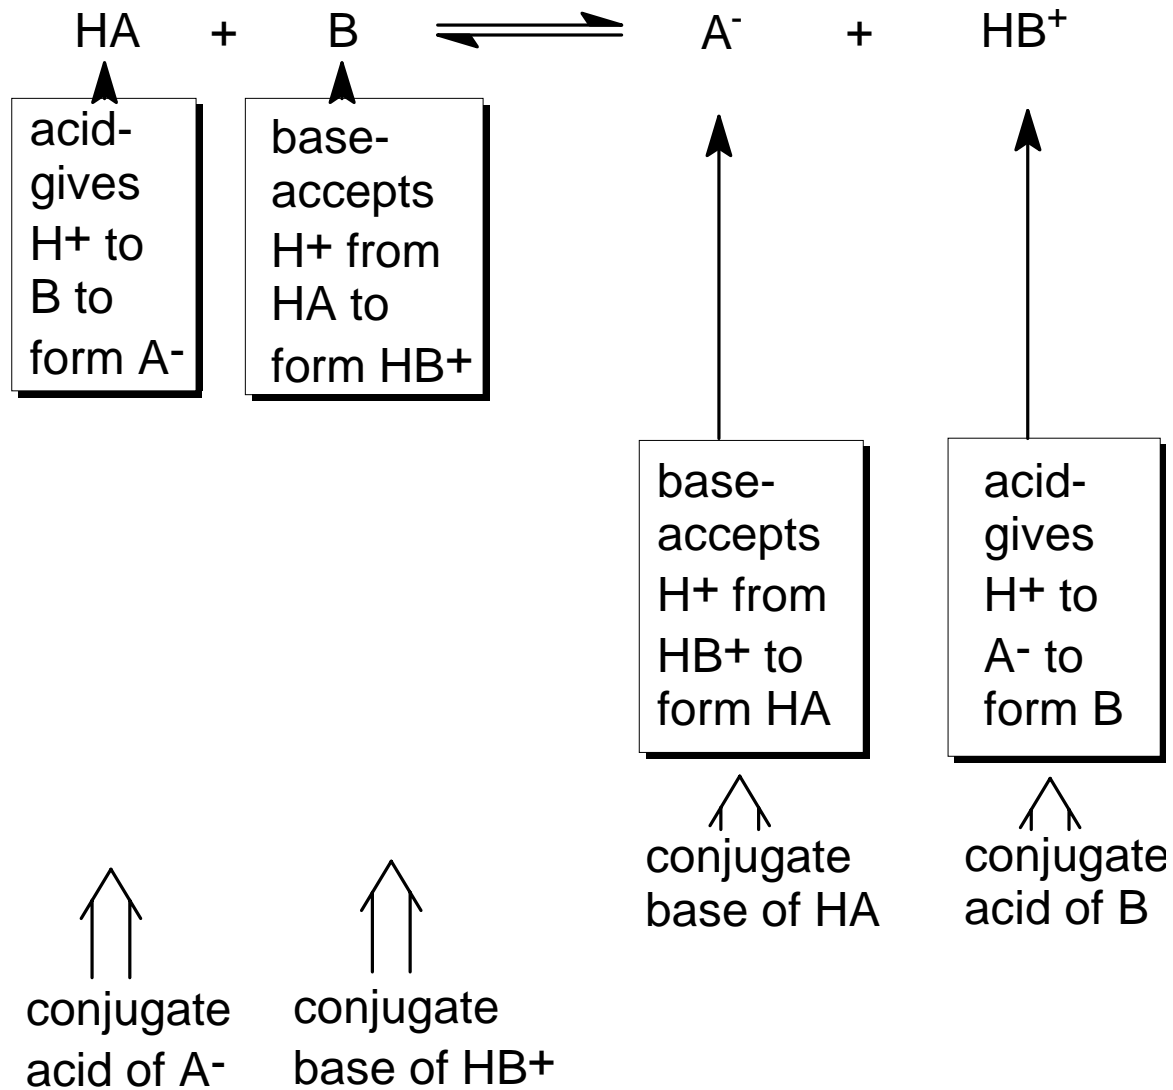 HA + B ⇌ A⁻ + HB⁺
acid-
gives
H+ to
B to
form A-
base-
accepts
H+ from
HA to
form HB+
base-
accepts
H+ from
HB+ to
form HA
acid-
gives
H+ to
A- to
form B
conjugate
base of HA
conjugate
acid of B
conjugate
acid of A-
conjugate
base of HB+